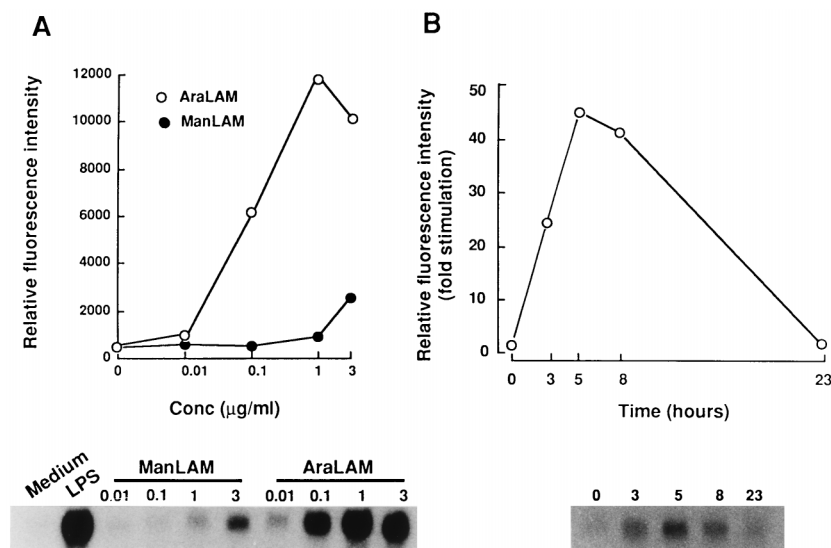 A
Relative fluorescence intensity
12000
10000
8000
6000
4000
2000
0
AraLAM
ManLAM
0 0.01 0.1 1 3
Conc (μg/ml)
Medium
LPS
ManLAM
0.01 0.1 1 3
AraLAM
0.01 0.1 1 3
B
Relative fluorescence intensity
(fold stimulation)
50
40
30
20
10
0
0 3 5 8 23
Time (hours)
0 3 5 8 23